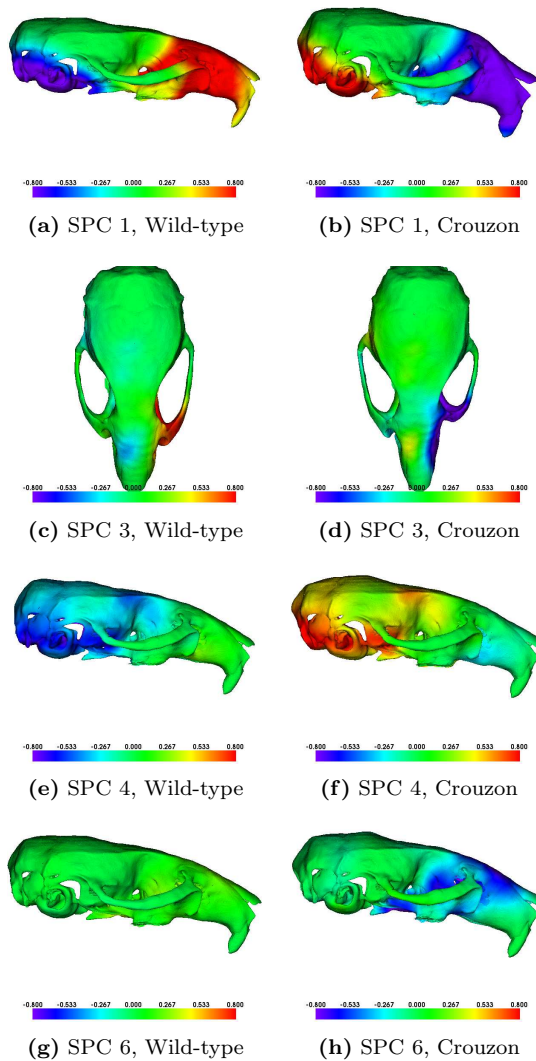 -0.800 -0.533 -0.267 0.000 0.267 0.533 0.800
-0.800 -0.533 -0.267 0.000 0.267 0.533 0.800
(a) SPC 1, Wild-type
(b) SPC 1, Crouzon
-0.800 -0.533 -0.267 0.000 0.267 0.533 0.800
-0.800 -0.533 -0.267 0.000 0.267 0.533 0.800
(c) SPC 3, Wild-type
(d) SPC 3, Crouzon
-0.800 -0.533 -0.267 0.000 0.267 0.533 0.800
-0.800 -0.533 -0.267 0.000 0.267 0.533 0.800
(e) SPC 4, Wild-type
(f) SPC 4, Crouzon
-0.800 -0.533 -0.267 0.000 0.267 0.533 0.800
-0.800 -0.533 -0.267 0.000 0.267 0.533 0.800
(g) SPC 6, Wild-type
(h) SPC 6, Crouzon